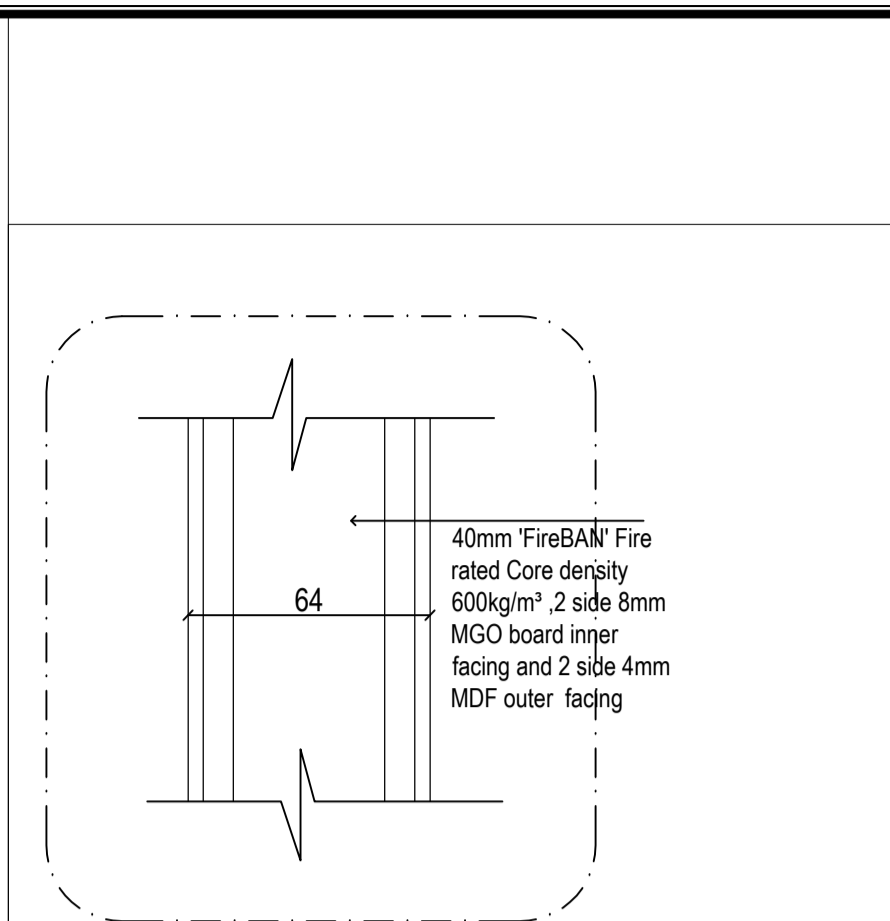 40mm 'FireBAN' Fire
rated Core density
64
600kg/m³ ,2 side 8mm
MGO board inner
facing and 2 side 4mm
MDF outer facing